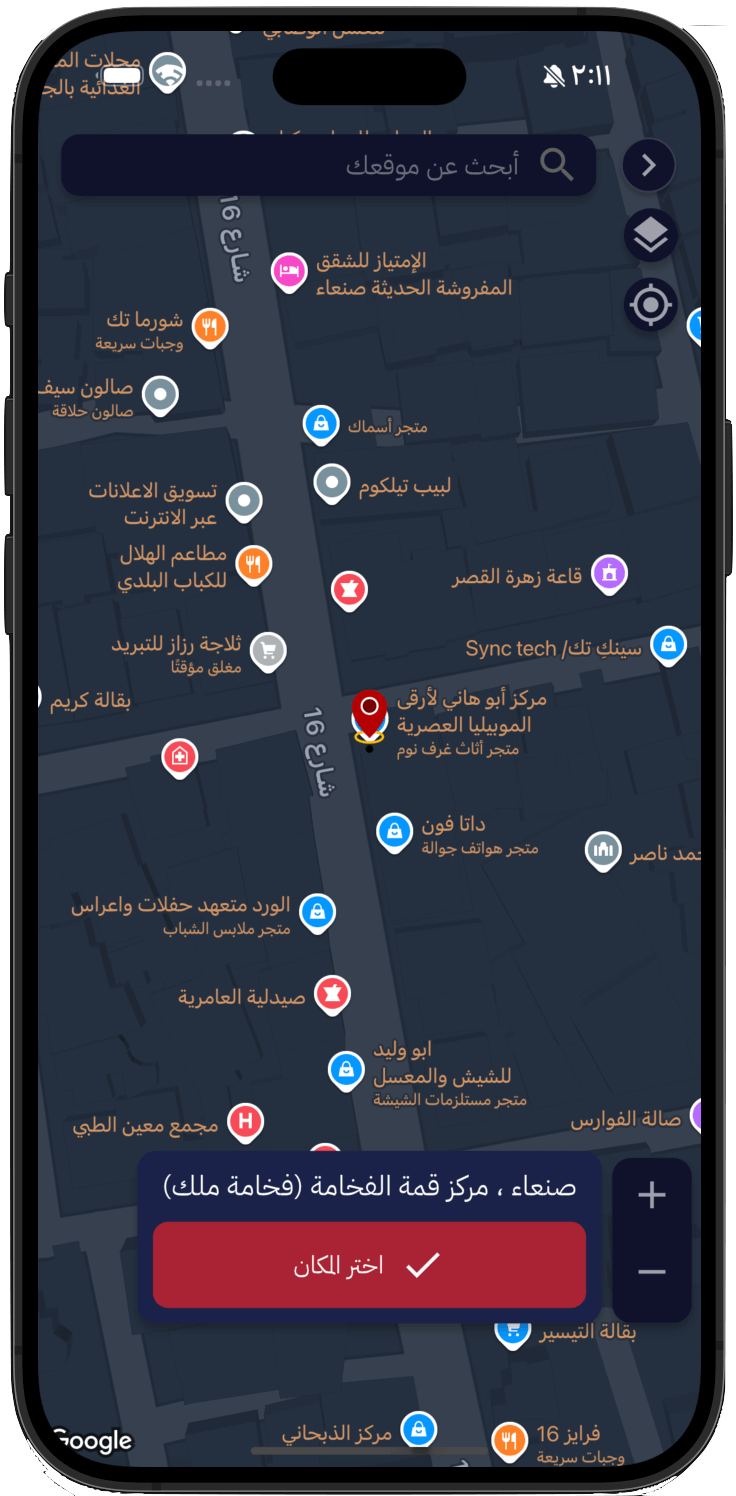 محلات
الغذائية
٢:١١
أبحث عن موقعك
شارع 16
الإمتياز للشقق
المفروشة الحديثة صنعاء
شورما تك
وجبات سريعة
صالون سيف
صالون حلاقة
متجر أسماك
لبيب تيلكوم
تسويق الاعلانات
عبر الانترنت
مطاعم الهلال
للكباب البلدي
قاعة زهرة القصر
ثلاجة رزاز للتبريد
مغلق مؤقتًا
سينكِ تك/ Sync tech
بقالة كريم
مركز أبو هاني لأرقى
الموبيليا العصرية
متجر أثاث غرف نوم
شارع 16
داتا فون
متجر هواتف جوالة
ناصر
الورد متعهد حفلات واعراس
متجر ملابس الشباب
صيدلية العامرية
ابو وليد
للشيش والمعسل
متجر مستلزمات الشيشة
مجمع معين الطبي
H
صالة الفوارس
صنعاء ، مركز قمة الفخامة (فخامة ملك)
اختر المكان
بقالة التيسير
مركز الذبحاني
فرايز 16
وجبات سريعة
Google